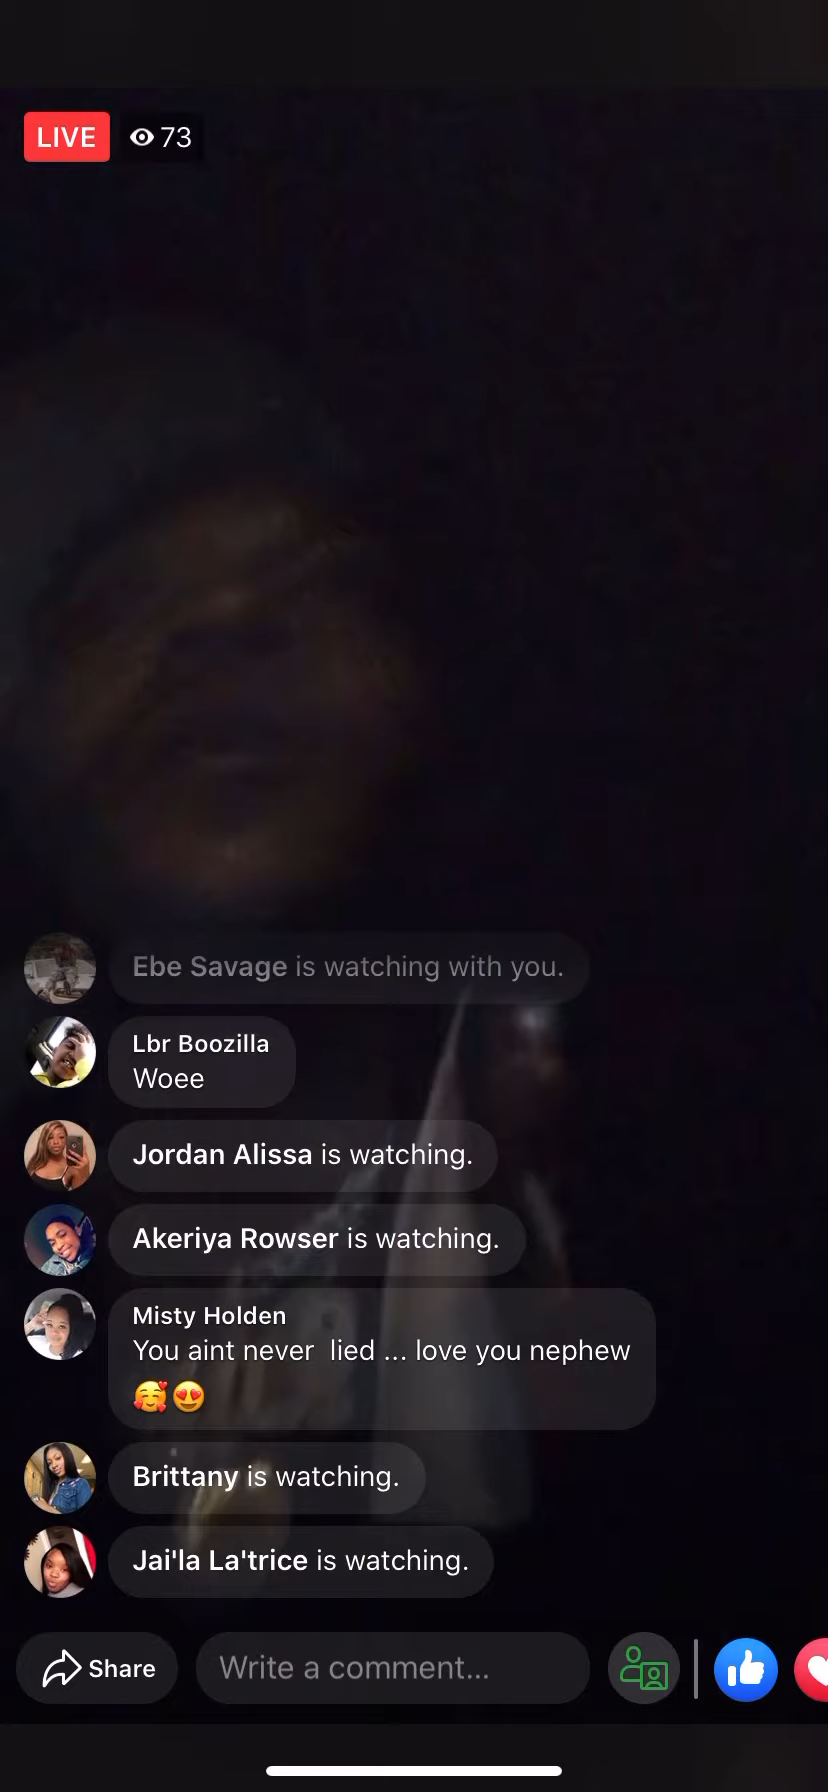 LIVE 73
Ebe Savage is watching with you.
Lbr Boozilla
Woee
Jordan Alissa is watching.
Akeriya Rowser is watching.
Misty Holden
You aint never  lied ... love you nephew
🥰😍
Brittany is watching.
Jai'la La'trice is watching.
Share Write a comment...